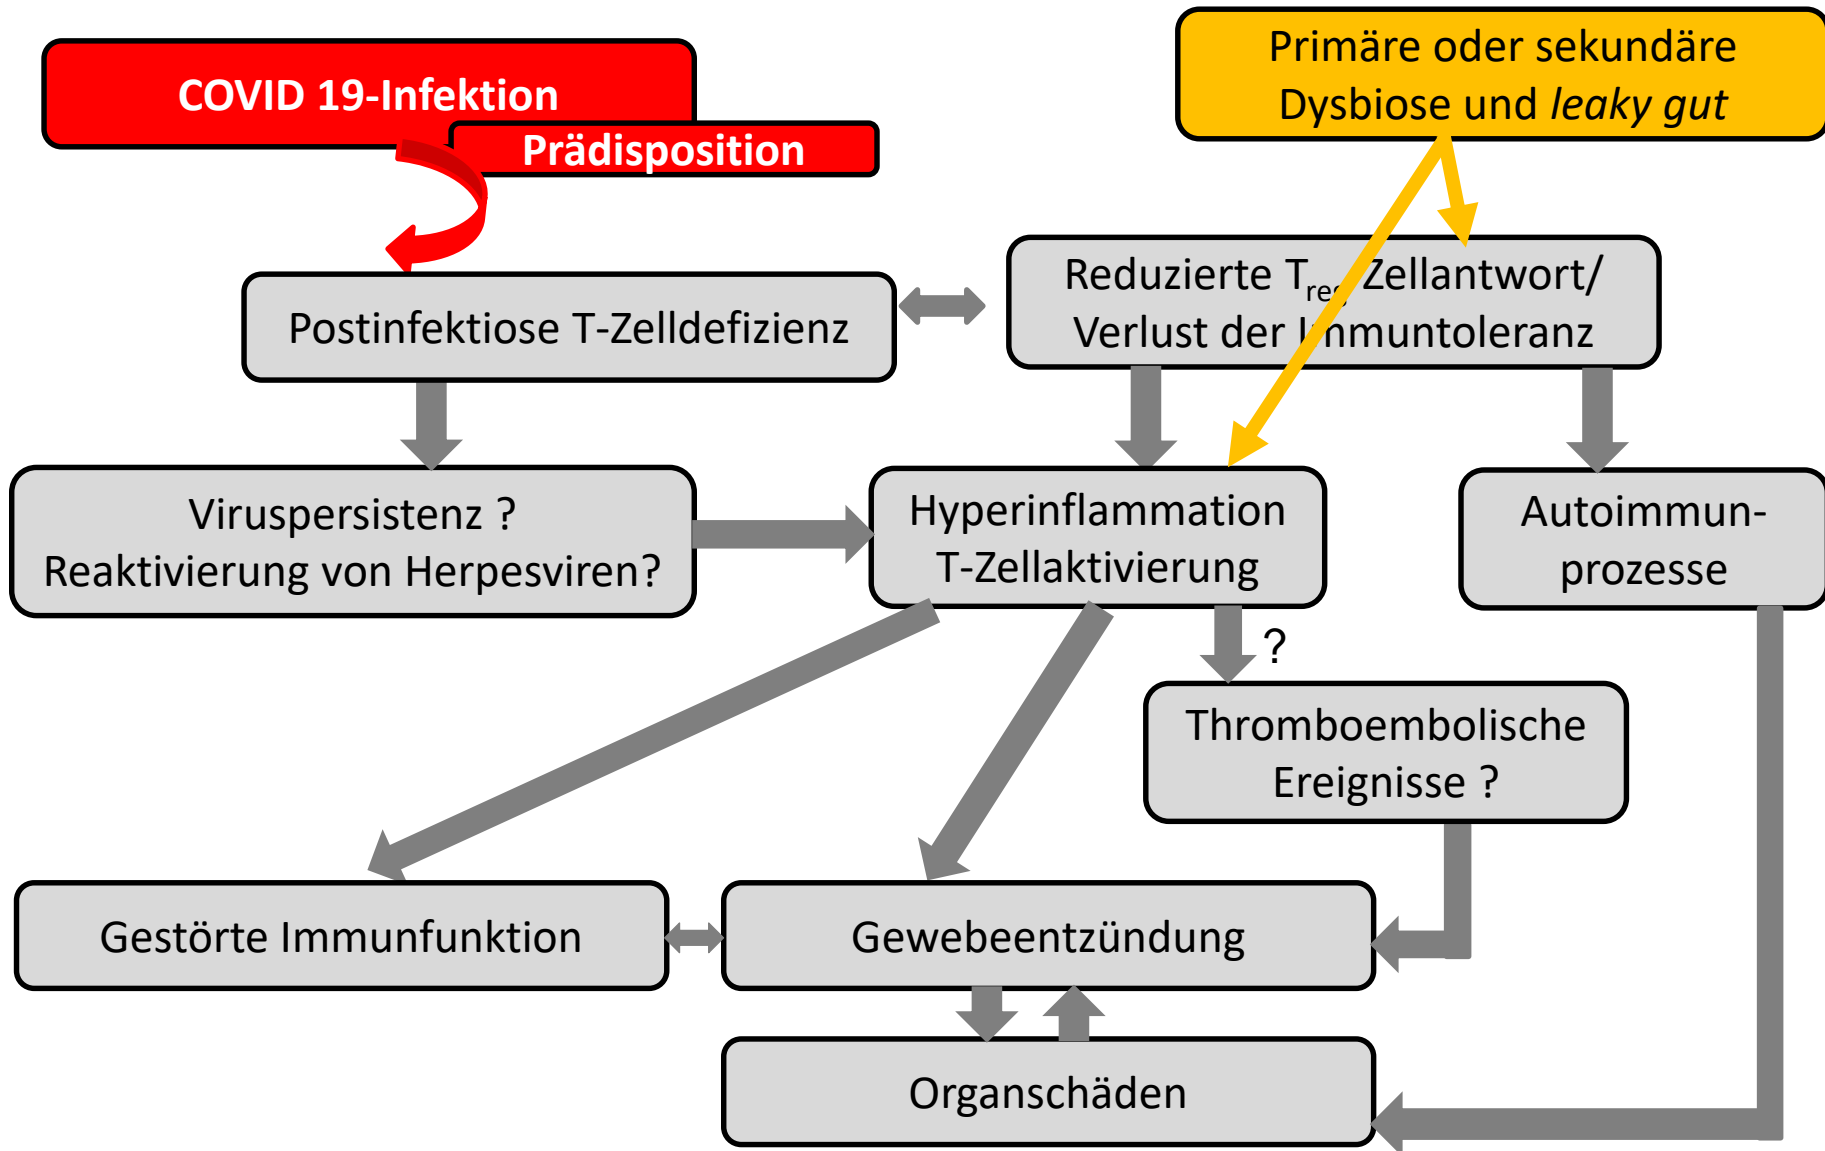 COVID 19-Infektion
Prädisposition
Primäre oder sekundäre
Dysbiose und leaky gut
Postinfektiose T-Zelldefizienz
Reduzierte Treg Zellantwort/
Verlust der Immuntoleranz
Viruspersistenz ?
Reaktivierung von Herpesviren?
Hyperinflammation
T-Zellaktivierung
Autoimmun-
prozesse
?
Thromboembolische
Ereignisse ?
Gestörte Immunfunktion
Gewebeentzündung
Organschäden